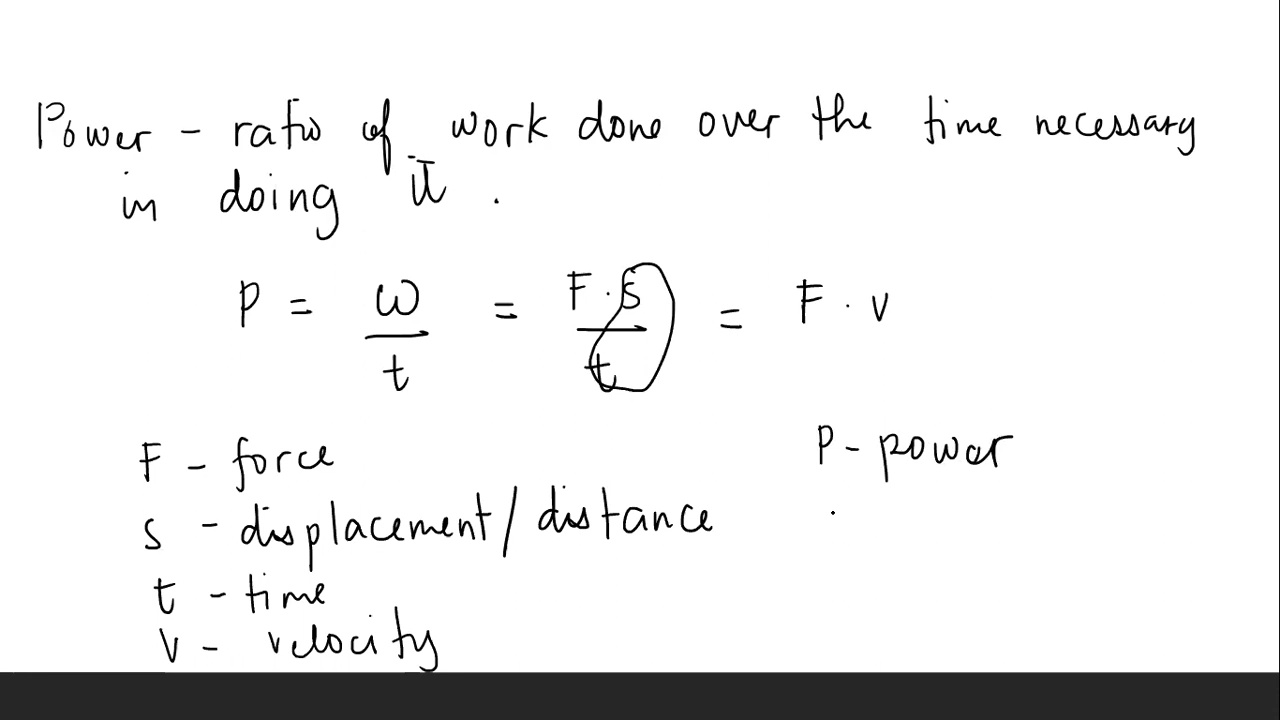 Power - ratio of work done over the time necessary
in doing it .
P = W/t = F·s/t = F·v
F - force
P - power
s - displacement/distance
t - time
v - velocity